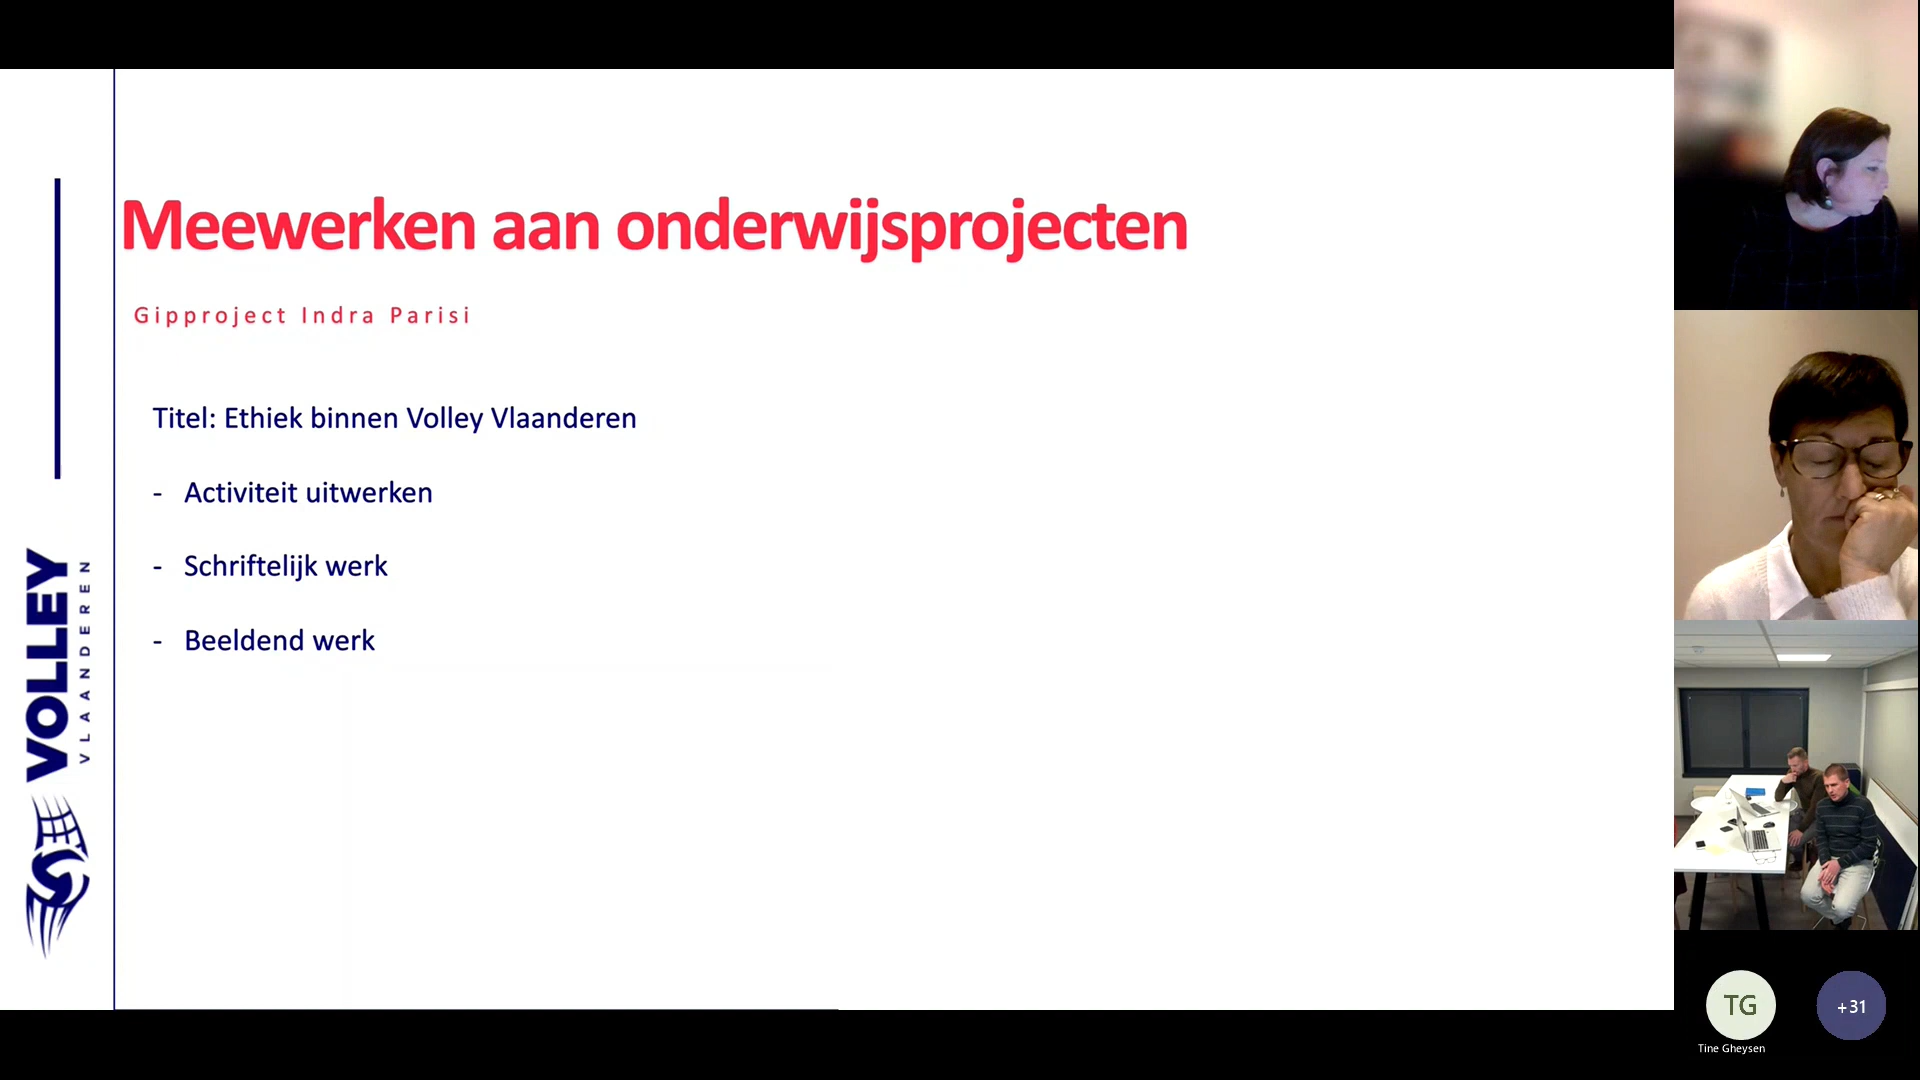 Meewerken aan onderwijsprojecten
Gipproject Indra Parisi
Titel: Ethiek binnen Volley Vlaanderen
- Activiteit uitwerken
- Schriftelijk werk
- Beeldend werk
VOLLEY
VLAANDEREN
TG
+31
Tine Gheysen